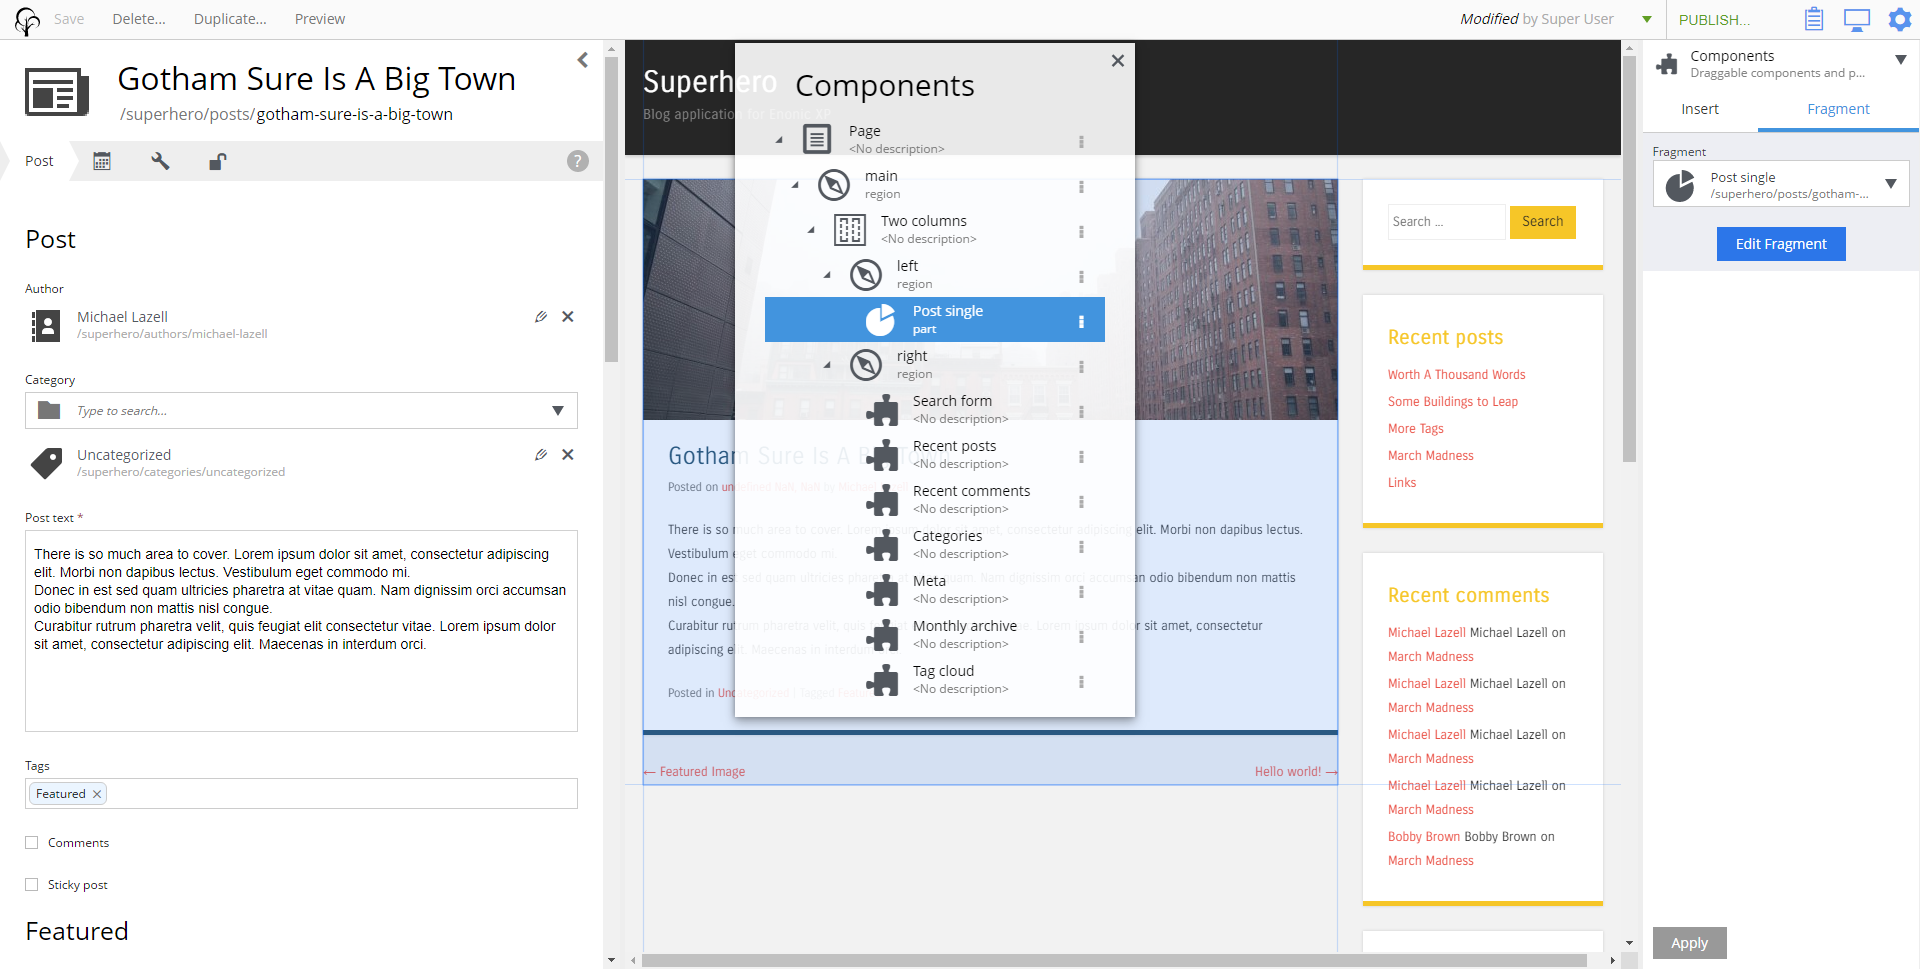 Save
Delete...
Duplicate...
Preview
Modified by Super User
PUBLISH...
Gotham Sure Is A Big Town
/superhero/posts/gotham-sure-is-a-big-town
Post
?
Post
Author
Michael Lazell
/superhero/authors/michael-lazell
Category
Type to search...
Uncategorized
/superhero/categories/uncategorized
Post text *
There is so much area to cover. Lorem ipsum dolor sit amet, consectetur adipiscing
elit. Morbi non dapibus lectus. Vestibulum eget commodo mi.
Donec in est sed quam ultricies pharetra at vitae quam. Nam dignissim orci accumsan
odio bibendum non mattis nisl congue.
Curabitur rutrum pharetra velit, quis feugiat elit consectetur vitae. Lorem ipsum dolor
sit amet, consectetur adipiscing elit. Maecenas in interdum orci.
Tags
Featured
Comments
Sticky post
Featured
Superhero
Blog application for Enonic XP
Components
Page
<No description>
main
region
Two columns
<No description>
left
region
Post single
part
right
region
Search form
<No description>
Recent posts
<No description>
Recent comments
<No description>
Categories
<No description>
Meta
<No description>
Monthly archive
<No description>
Tag cloud
<No description>
Gotham Sure Is A Big Town
Posted on undefined NaN, NaN by Michael
There is so much area to cover. Lorem ipsum dolor sit amet, consectetur adipiscing elit. Morbi non dapibus lectus.
Vestibulum eget commodo mi.
Donec in est sed quam ultricies pharetra at vitae quam. Nam dignissim orci accumsan odio bibendum non mattis
nisl congue.
Curabitur rutrum pharetra velit, quis feugiat elit consectetur vitae. Lorem ipsum dolor sit amet, consectetur
adipiscing elit. Maecenas in interdum orci.
Posted in Uncategorized | Tagged Featured
← Featured Image
Hello world! →
Search ...
Search
Recent posts
Worth A Thousand Words
Some Buildings to Leap
More Tags
March Madness
Links
Recent comments
Michael Lazell Michael Lazell on
March Madness
Michael Lazell Michael Lazell on
March Madness
Michael Lazell Michael Lazell on
March Madness
Michael Lazell Michael Lazell on
March Madness
Bobby Brown Bobby Brown on
March Madness
Components
Draggable components and p...
Insert
Fragment
Fragment
Post single
/superhero/posts/gotham-...
Edit Fragment
Apply